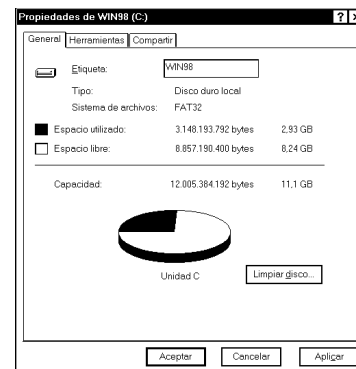 Propiedades de WIN98 (C:)
General Herramientas Compartir
Etiqueta: WIN98
Tipo: Disco duro local
Sistema de archivos: FAT32
Espacio utilizado: 3.148.193.792 bytes 2,93 GB
Espacio libre: 8.857.190.400 bytes 8,24 GB
Capacidad: 12.005.384.192 bytes 11,1 GB
Unidad C
Limpiar disco...
Aceptar Cancelar Aplicar